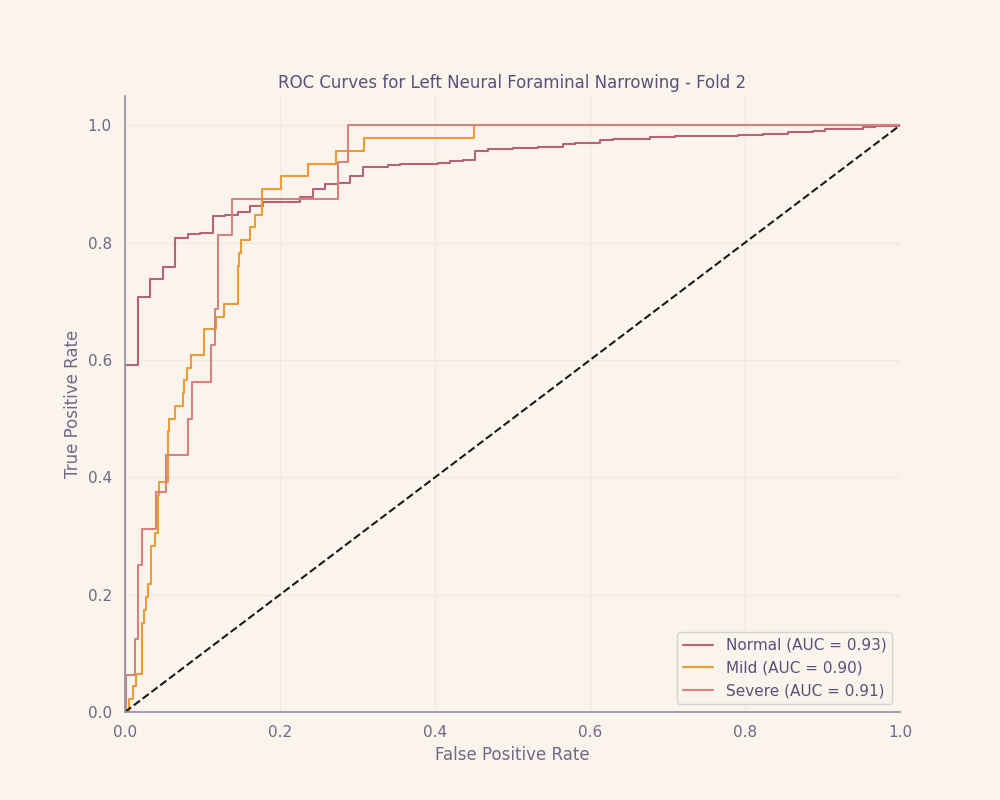 ROC Curves for Left Neural Foraminal Narrowing - Fold 2
True Positive Rate
1.0
0.8
0.6
0.4
0.2
0.0
0.0 0.2 0.4 0.6 0.8 1.0
False Positive Rate
Normal (AUC = 0.93)
Mild (AUC = 0.90)
Severe (AUC = 0.91)